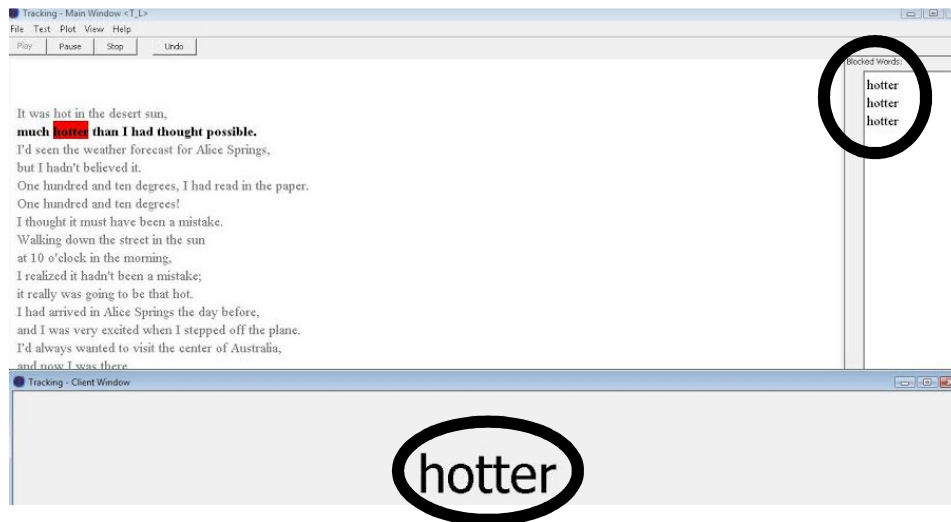 Tracking - Main Window <T_L>
File Test Plot View Help
Play Pause Stop Undo
Blocked Words:
hotter
hotter
hotter
It was hot in the desert sun,
much hotter than I had thought possible.
I'd seen the weather forecast for Alice Springs,
but I hadn't believed it.
One hundred and ten degrees, I had read in the paper.
One hundred and ten degrees!
I thought it must have been a mistake.
Walking down the street in the sun
at 10 o'clock in the morning,
I realized it hadn't been a mistake;
it really was going to be that hot.
I had arrived in Alice Springs the day before,
and I was very excited when I stepped off the plane.
I'd always wanted to visit the center of Australia,
and now I was there
Tracking - Client Window
hotter